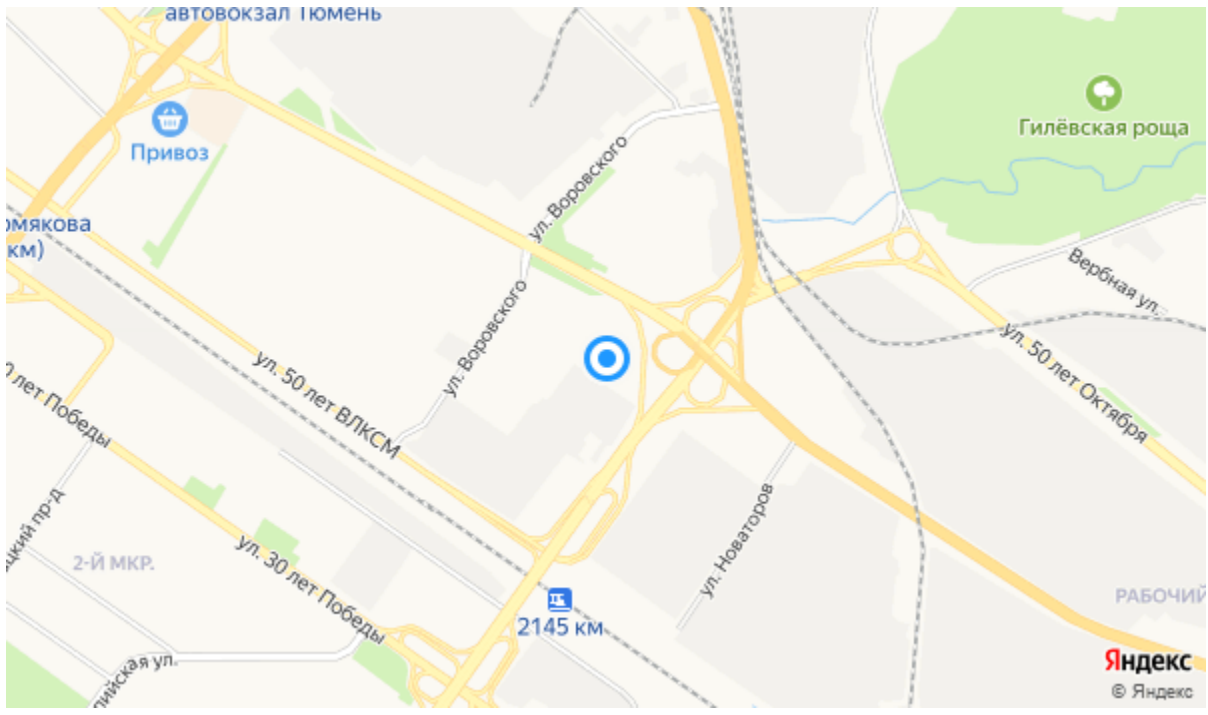 автовокзал Тюмень
Привоз
Гилёвская роща
ул. Воровского
ул. Воровского
Вербная ул.
ул. 50 лет ВЛКСМ
ул. 50 лет Октября
лет Победы
км)
2-Й МКР.
ул. 30 лет Победы
ул. Новаторов
2145 км
РАБОЧИЙ
Яндекс
© Яндекс